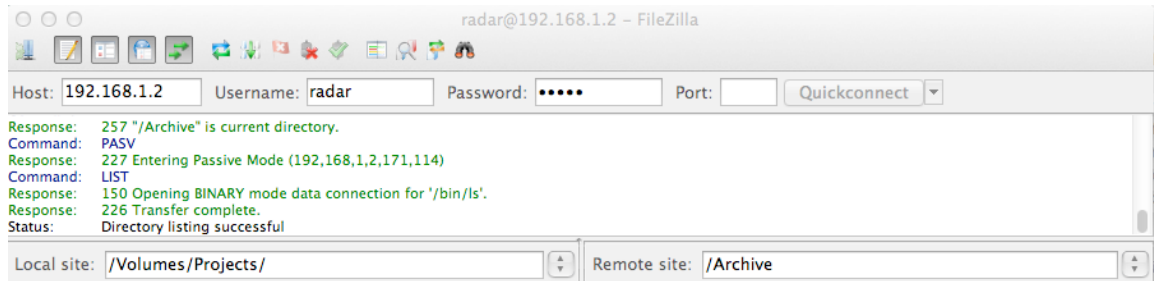 radar@192.168.1.2 – FileZilla
Host: 192.168.1.2 Username: radar Password: ••••• Port: Quickconnect
Response: 257 "/Archive" is current directory.
Command: PASV
Response: 227 Entering Passive Mode (192,168,1,2,171,114)
Command: LIST
Response: 150 Opening BINARY mode data connection for '/bin/ls'.
Response: 226 Transfer complete.
Status: Directory listing successful
Local site: /Volumes/Projects/ Remote site: /Archive